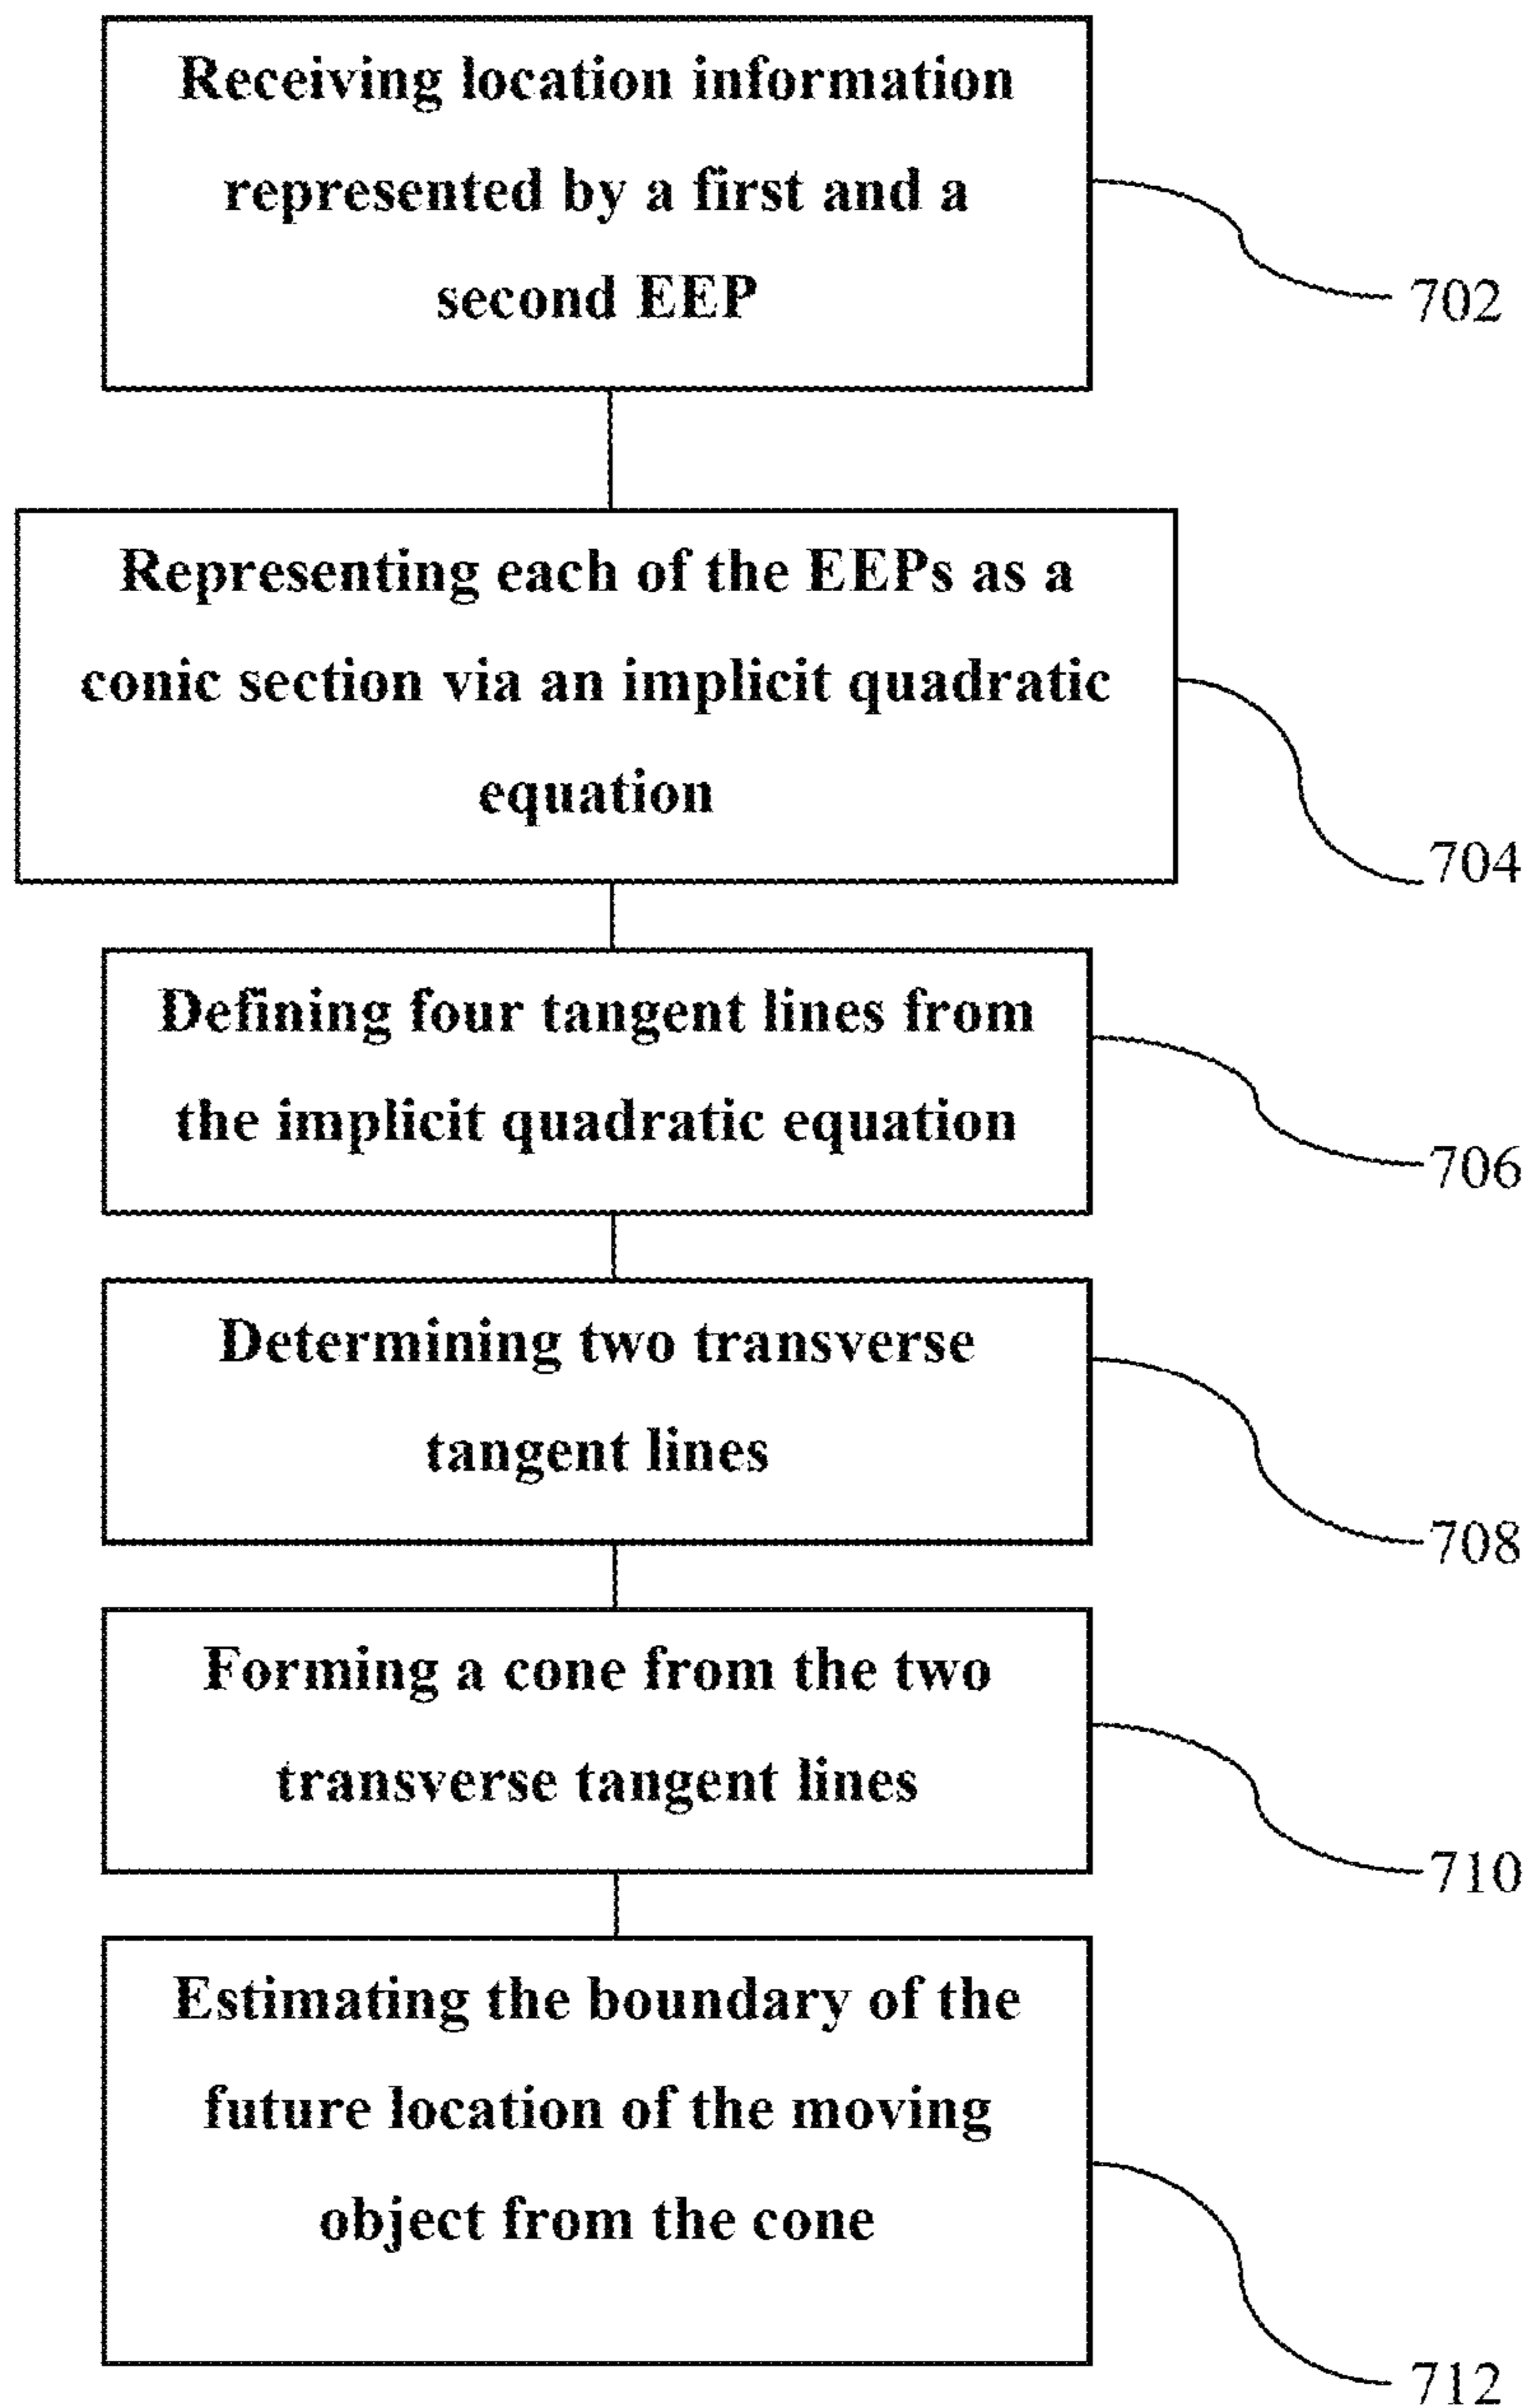 Receiving location information
represented by a first and a
second EEP
702
Representing each of the EEPs as a
conic section via an implicit quadratic
equation
704
Defining four tangent lines from
the implicit quadratic equation
706
Determining two transverse
tangent lines
708
Forming a cone from the two
transverse tangent lines
710
Estimating the boundary of the
future location of the moving
object from the cone
712